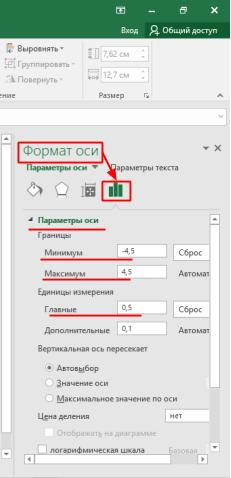 Вход Общий доступ
Выровнять
Группировать
Повернуть
7,62 см
12,7 см
ение Размер
Формат оси
Параметры оси Параметры текста
Параметры оси
Границы
Минимум -4,5 Сброс
Максимум 4,5 Автомат
Единицы измерения
Главные 0,5 Сброс
Дополнительные 0,1 Автомат
Вертикальная ось пересекает
Автовыбор
Значение оси
Максимальное значение по оси
Цена деления нет
Отображать на диаграмме
логарифмическая шкала Базовая